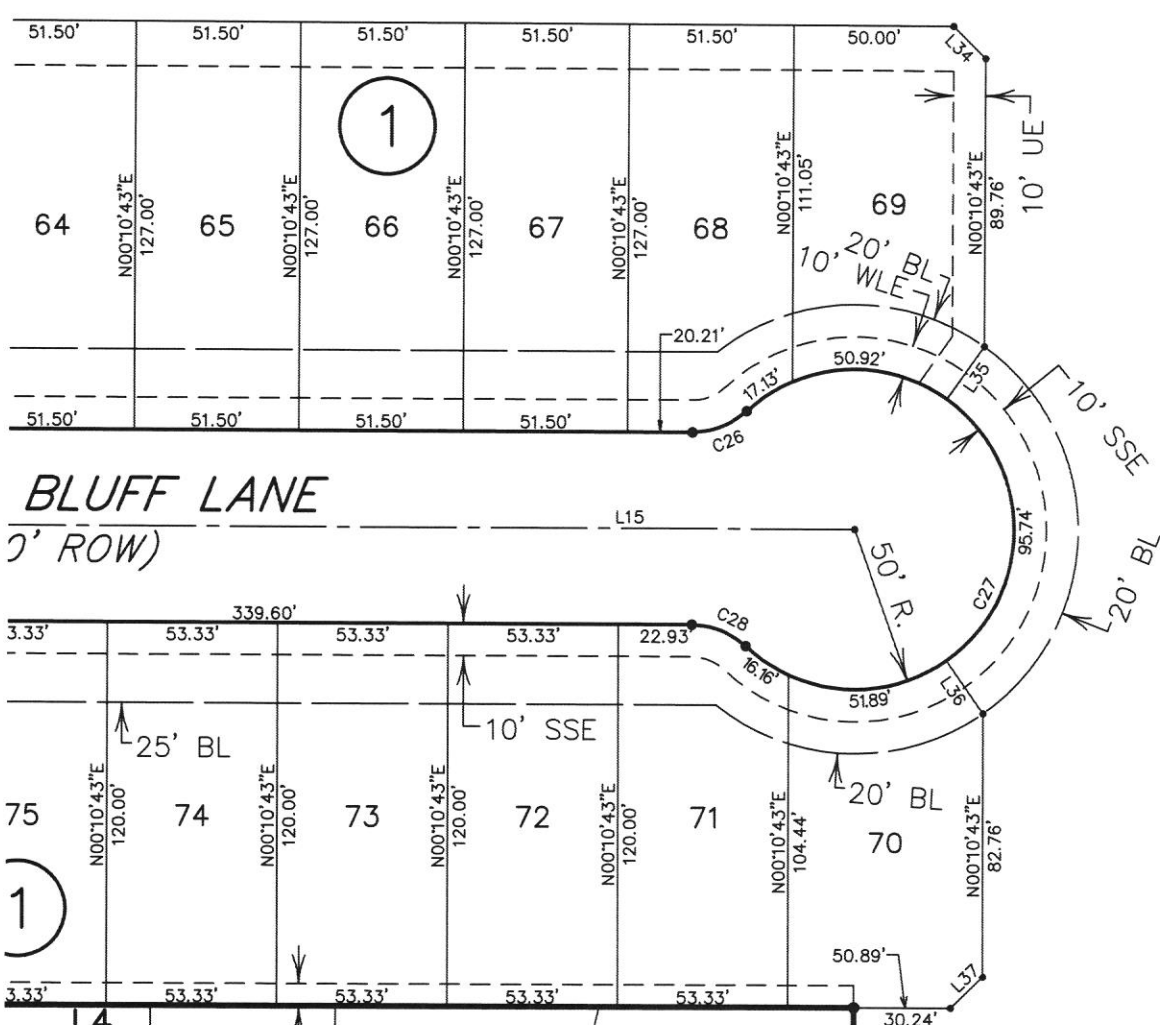 51.50' 51.50' 51.50' 51.50' 51.50' 50.00'
L34
1
10' UE
N00°10'43"E 127.00'
N00°10'43"E 127.00'
N00°10'43"E 127.00'
N00°10'43"E 127.00'
N00°10'43"E 111.05'
N00°10'43"E 89.76'
64 65 66 67 68 69
20' BL
10' WLE
20.21'
50.92'
17.13'
L35
10' SSE
51.50' 51.50' 51.50' 51.50'
C26
BLUFF LANE
0' ROW)
L15
50' R.
95.74'
C27
20' BL
339.60'
3.33' 53.33' 53.33' 53.33' 22.93'
C28
16.16'
51.89'
L36
25' BL
10' SSE
20' BL
N00°10'43"E 120.00'
N00°10'43"E 120.00'
N00°10'43"E 120.00'
N00°10'43"E 120.00'
N00°10'43"E 104.44'
N00°10'43"E 82.76'
75 74 73 72 71 70
1
50.89'
L37
3.33' 53.33' 53.33' 53.33' 53.33'
30.24'
L4